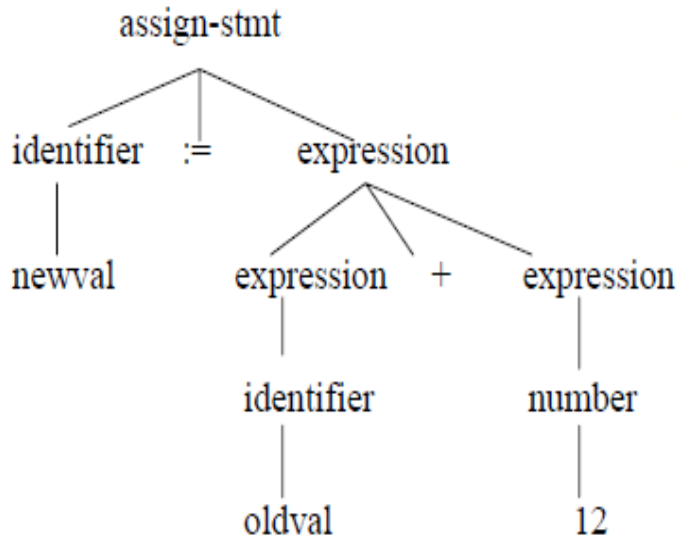 assign-stmt
identifier := expression
newval expression + expression
identifier number
oldval 12